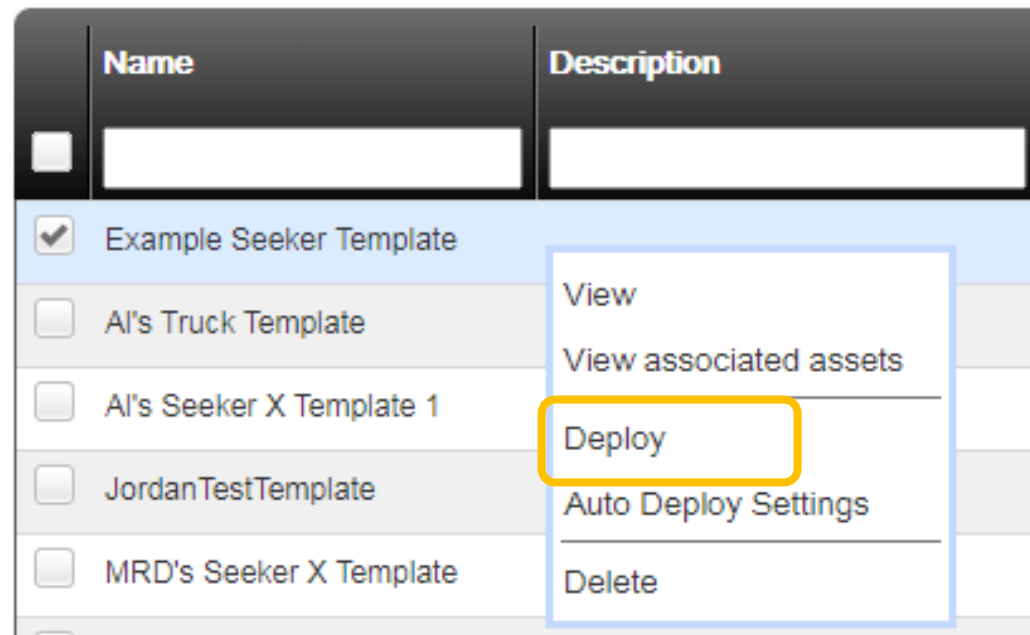 Name
Description
Example Seeker Template
Al's Truck Template
Al's Seeker X Template 1
JordanTestTemplate
MRD's Seeker X Template
View
View associated assets
Deploy
Auto Deploy Settings
Delete